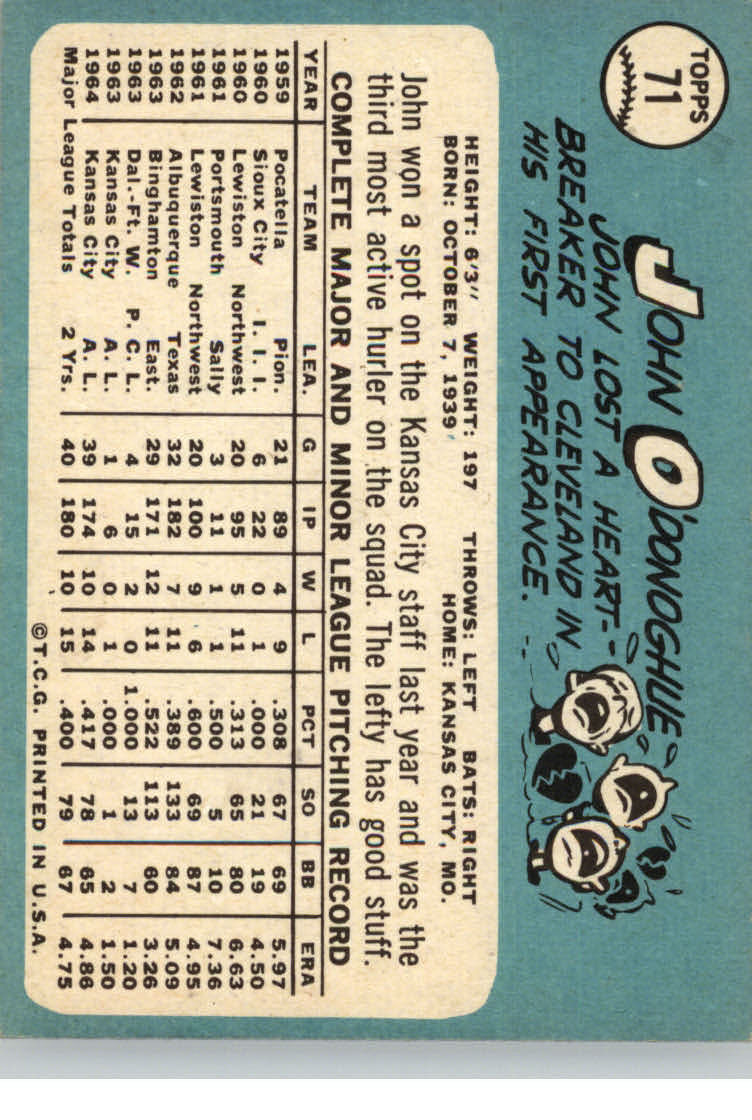 TOPPS
71
JOHN O'DONOGHUE
JOHN LOST A HEART-
BREAKER TO CLEVELAND IN
HIS FIRST APPEARANCE.
HEIGHT: 6'3" WEIGHT: 197 THROWS: LEFT BATS: RIGHT
BORN: OCTOBER 7, 1939 HOME: KANSAS CITY, MO.
John won a spot on the Kansas City staff last year and was the
third most active hurler on the squad. The lefty has good stuff.
COMPLETE MAJOR AND MINOR LEAGUE PITCHING RECORD
YEAR TEAM LEA. G IP W L PCT SO BB ERA
1959 Pocatella Pion. 21 89 4 9 .308 67 69 5.97
1960 Sioux City I. I. I. 6 22 0 1 .000 21 19 4.50
1960 Lewiston Northwest 20 95 5 11 .313 65 80 6.63
1961 Portsmouth Sally 3 11 1 1 .500 5 10 7.36
1961 Lewiston Northwest 20 100 9 6 .600 69 87 4.95
1962 Albuquerque Texas 32 182 7 11 .389 133 84 5.09
1963 Binghamton East. 29 171 12 11 .522 113 60 3.26
1963 Dal.-Ft. W. P. C. L. 4 15 2 0 1.000 13 7 1.20
1963 Kansas City A. L. 1 6 0 1 .000 1 2 1.50
1964 Kansas City A. L. 39 174 10 14 .417 78 65 4.86
Major League Totals 2 Yrs. 40 180 10 15 .400 79 67 4.75
©T.C.G. PRINTED IN U.S.A.